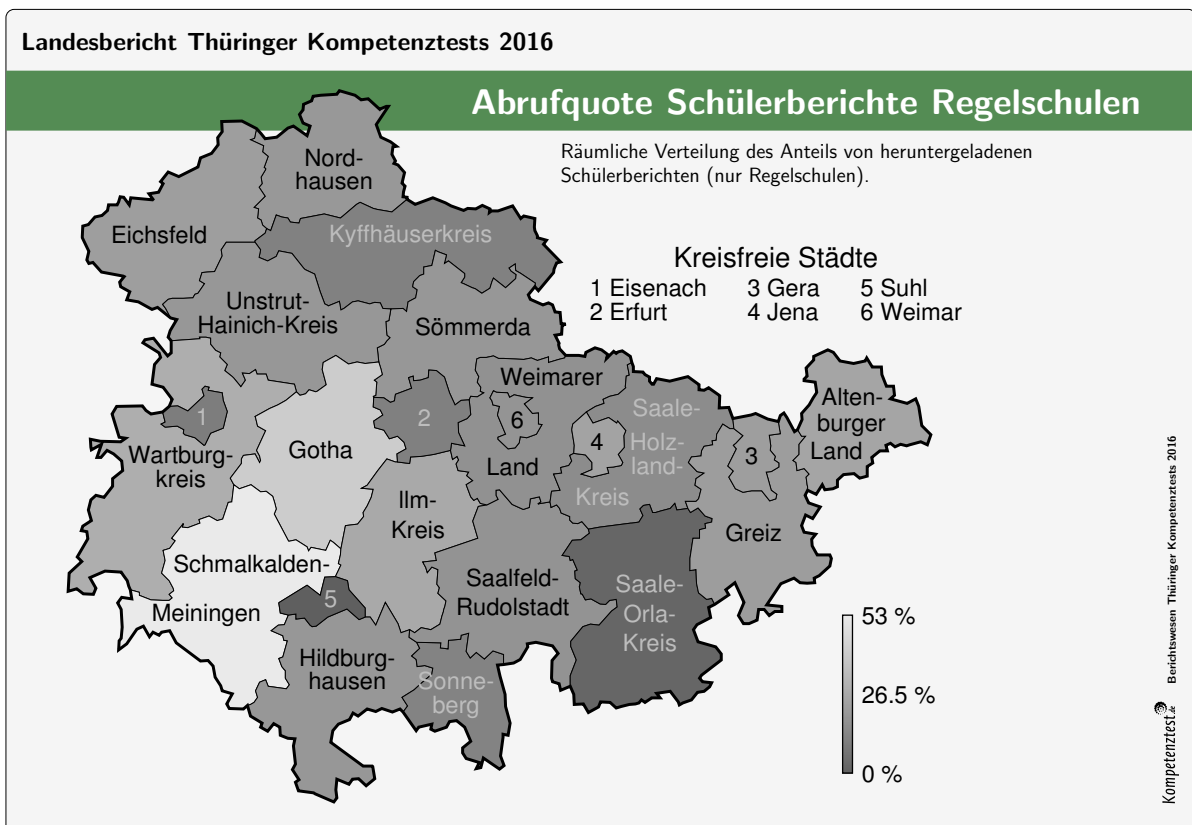 Landesbericht Thüringer Kompetenztests 2016
Abrufquote Schülerberichte Regelschulen
Räumliche Verteilung des Anteils von heruntergeladenen
Schülerberichten (nur Regelschulen).
Kreisfreie Städte
1 Eisenach 3 Gera 5 Suhl
2 Erfurt 4 Jena 6 Weimar
Nord-
hausen
Eichsfeld
Kyffhäuserkreis
Unstrut-
Hainich-Kreis
Sömmerda
Weimarer
Land
1
2
6
4
3
5
Saale-
Holz-
land-
Kreis
Alten-
burger
Land
Wartburg-
kreis
Gotha
Ilm-
Kreis
Greiz
Schmalkalden-
Meiningen
Saalfeld-
Rudolstadt
Saale-
Orla-
Kreis
Hildburg-
hausen
Sonne-
berg
53 %
26.5 %
0 %
Kompetenztest.de
Berichtswesen Thüringer Kompetenztests 2016